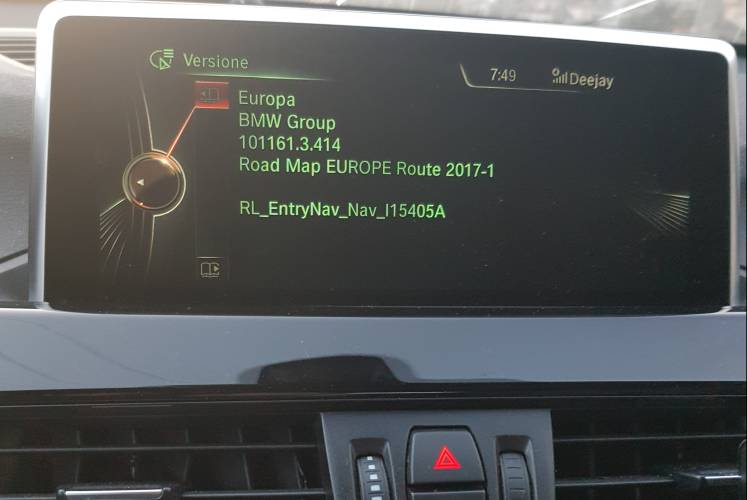 Versione
7:49
Deejay
Europa
BMW Group
101161.3.414
Road Map EUROPE Route 2017-1
RL_EntryNav_Nav_I15405A